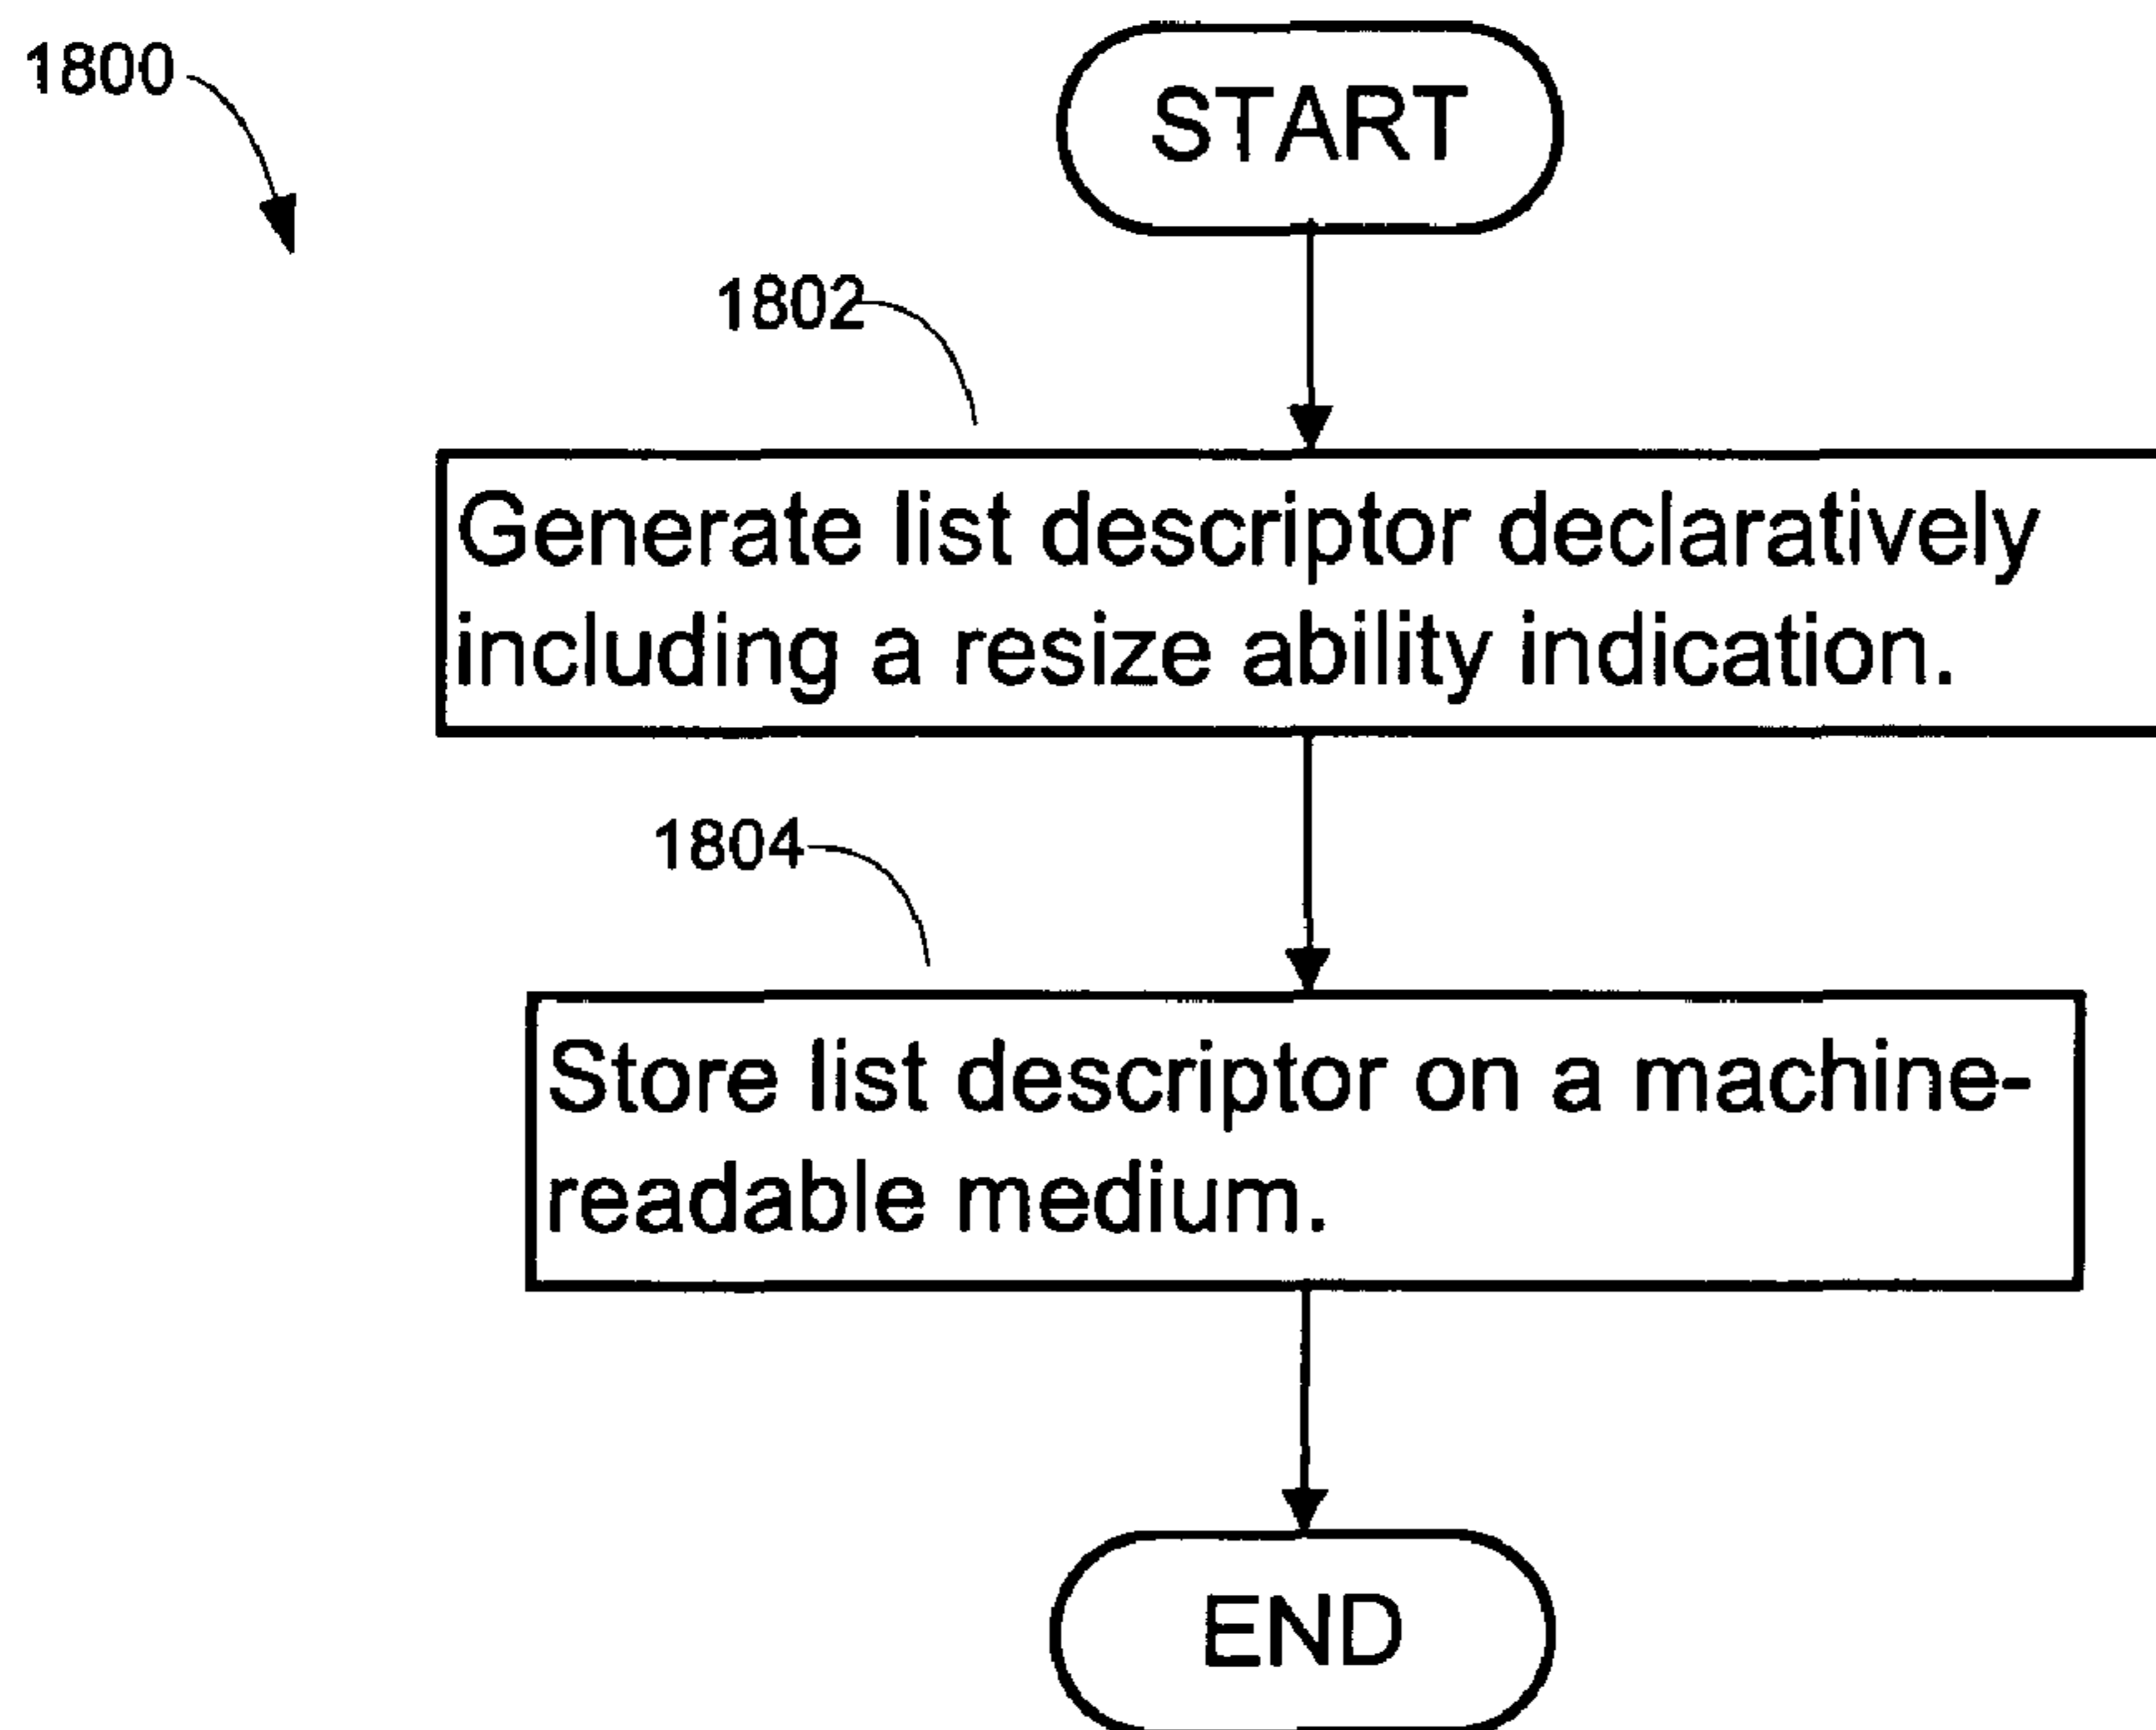 1800
START
1802
Generate list descriptor declaratively
including a resize ability indication.
1804
Store list descriptor on a machine-
readable medium.
END